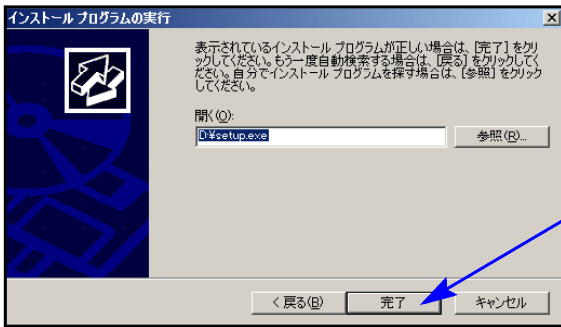 インストール プログラムの実行
表示されているインストール プログラムが正しい場合は、[完了] をクリ
ックしてください。もう一度自動検索する場合は、[戻る] をクリックしてく
ださい。自分でインストール プログラムを探す場合は、[参照] をクリック
してください。
開く(O):
D:¥setup.exe
参照(R)...
< 戻る(B)
完了
キャンセル